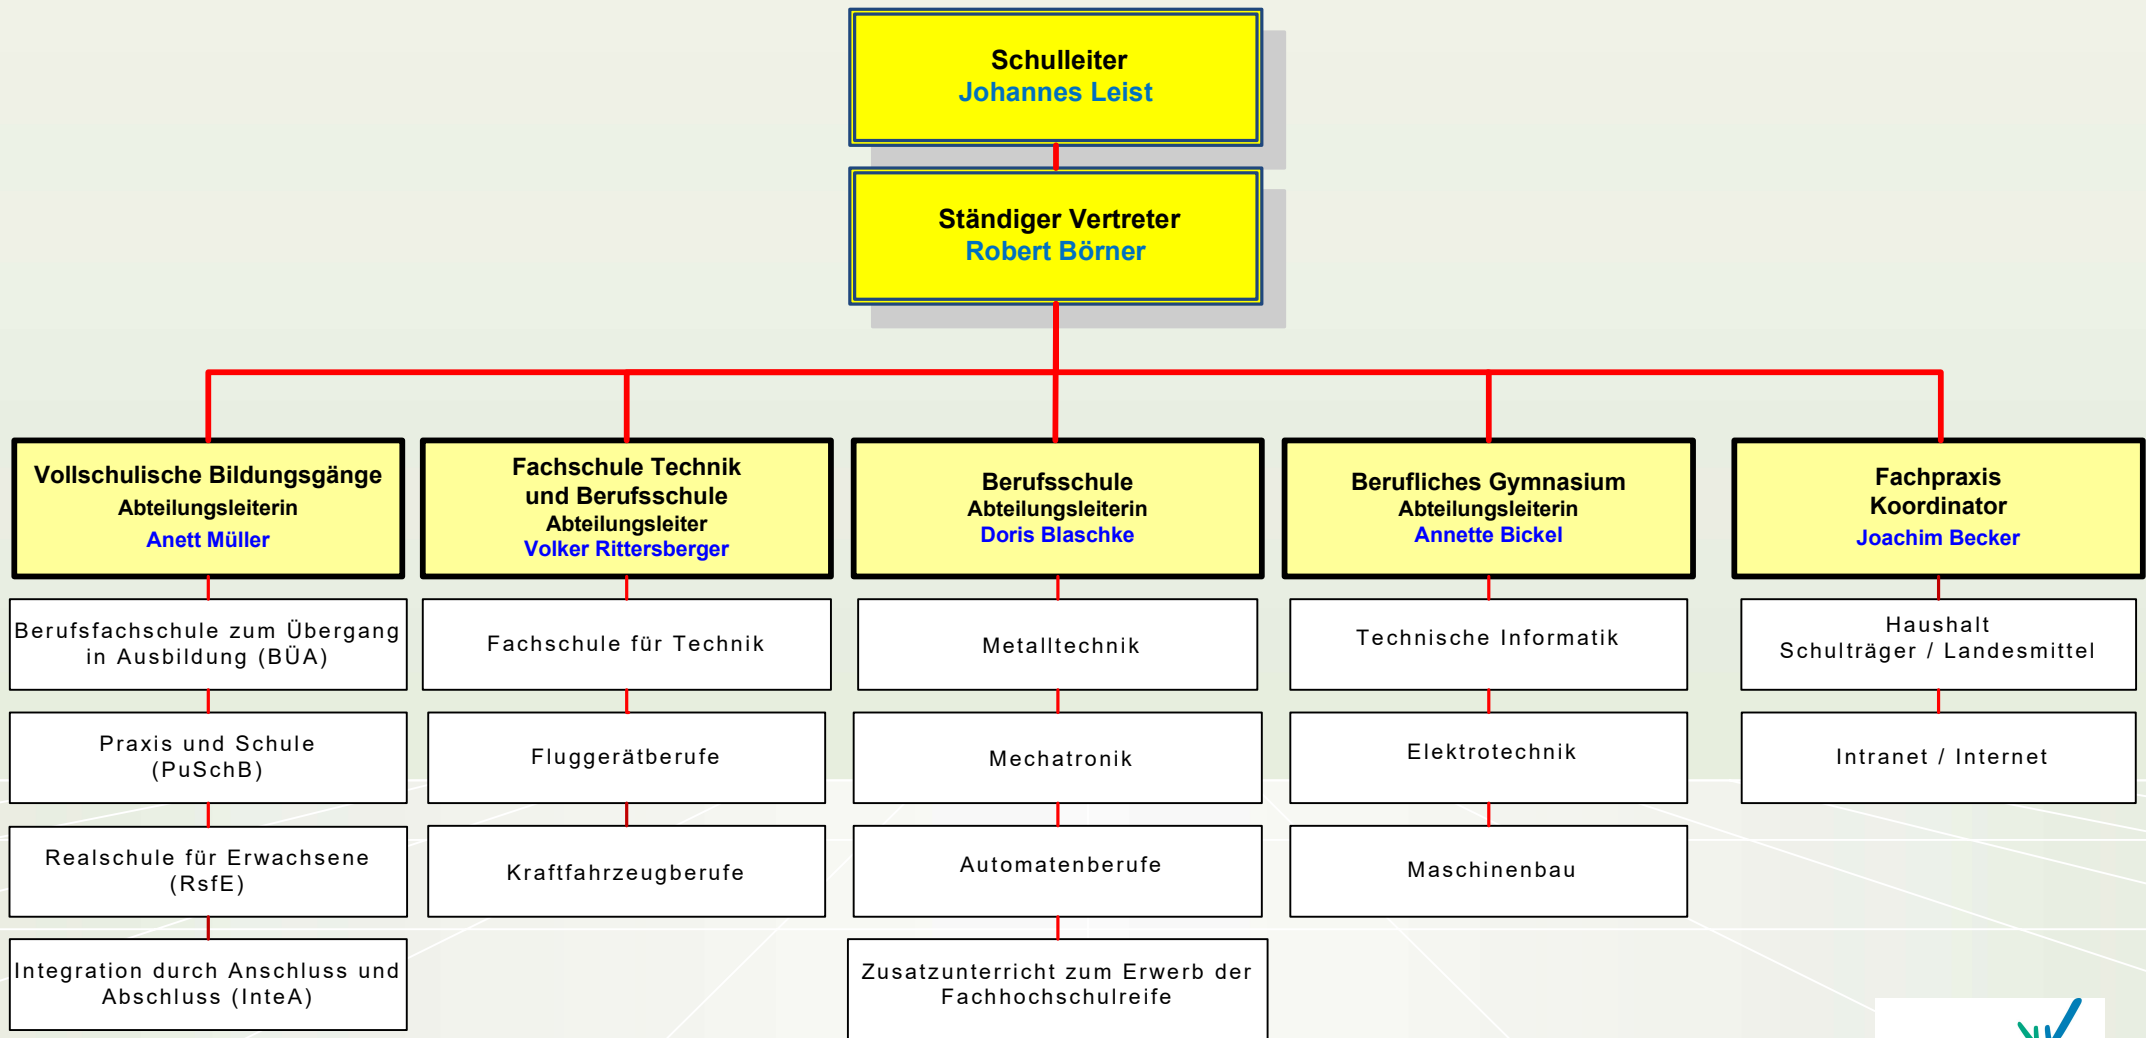 Schulleiter
Johannes Leist
Ständiger Vertreter
Robert Börner
Vollschulische Bildungsgänge
Abteilungsleiterin
Anett Müller
Berufsfachschule zum Übergang
in Ausbildung (BÜA)
Praxis und Schule
(PuSchB)
Realschule für Erwachsene
(RsfE)
Integration durch Anschluss und
Abschluss (InteA)
Fachschule Technik
und Berufsschule
Abteilungsleiter
Volker Rittersberger
Fachschule für Technik
Fluggerätberufe
Kraftfahrzeugberufe
Berufsschule
Abteilungsleiterin
Doris Blaschke
Metalltechnik
Mechatronik
Automatenberufe
Zusatzunterricht zum Erwerb der
Fachhochschulreife
Berufliches Gymnasium
Abteilungsleiterin
Annette Bickel
Technische Informatik
Elektrotechnik
Maschinenbau
Fachpraxis
Koordinator
Joachim Becker
Haushalt
Schulträger / Landesmittel
Intranet / Internet